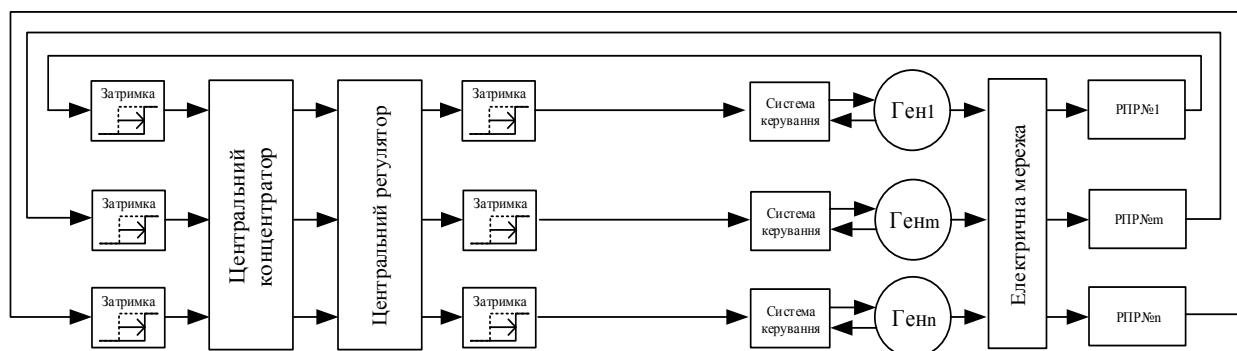 Затримка
Центральний
концентратор
Центральний регулятор
Затримка
Система
керування
Ген1
Електрична мережа
РПР№1
Затримка
Затримка
Система
керування
Генm
РПР№m
Затримка
Затримка
Система
керування
Генn
РПР№n